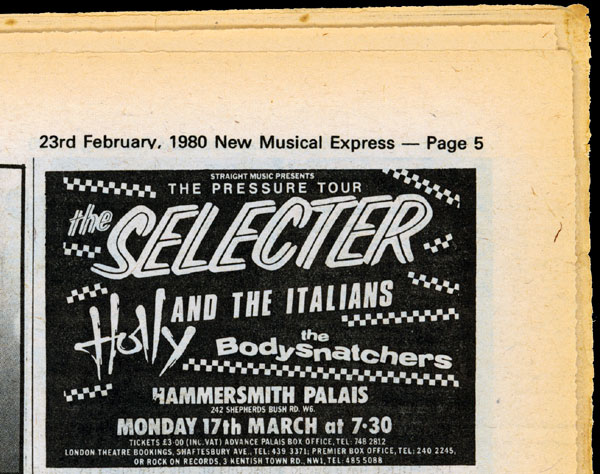 23rd February, 1980 New Musical Express — Page 5
STRAIGHT MUSIC PRESENTS
THE PRESSURE TOUR
the SELECTER
Holly AND THE ITALIANS
the
Bodysnatchers
HAMMERSMITH PALAIS
242 SHEPHERDS BUSH RD. W6.
MONDAY 17th MARCH at 7·30
TICKETS £3·00 (INC.VAT) ADVANCE PALAIS BOX OFFICE, TEL: 748 2812
LONDON THEATRE BOOKINGS, SHAFTESBURY AVE., TEL: 439 3371; PREMIER BOX OFFICE, TEL: 240 2245,
OR ROCK ON RECORDS, 3 KENTISH TOWN RD., NW1, TEL: 485 5088